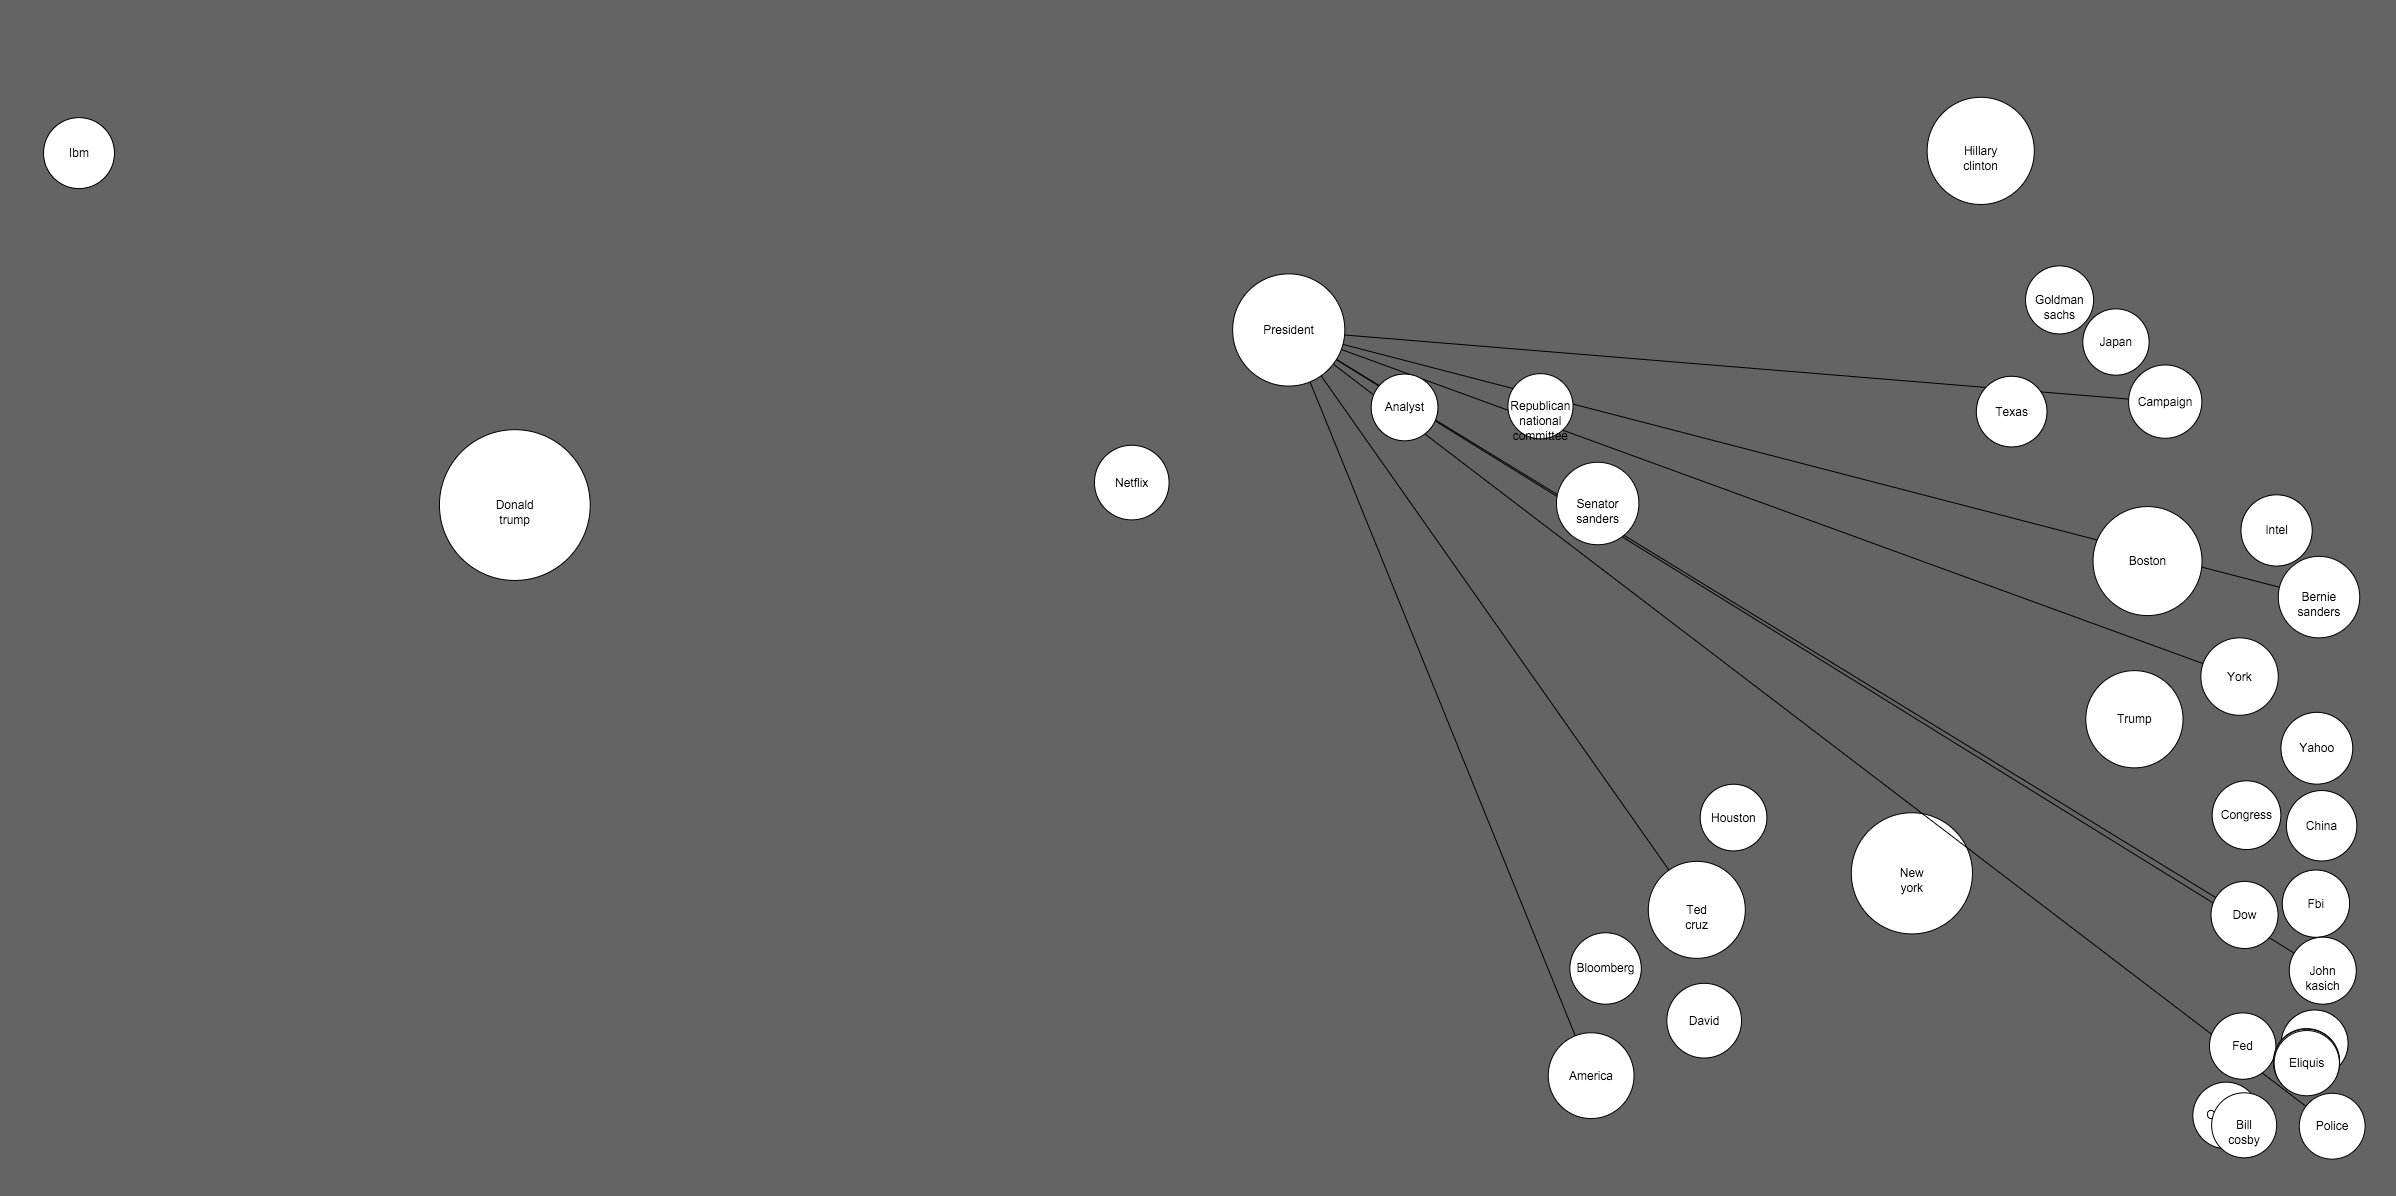 Ibm
Hillary
clinton
Goldman
sachs
President
Japan
Campaign
Analyst
Republican
national
committee
Texas
Netflix
Donald
trump
Senator
sanders
Intel
Boston
Bernie
sanders
York
Trump
Yahoo
Houston
Congress
China
New
york
Fbi
Ted
cruz
Dow
Bloomberg
John
kasich
David
Fed
Eliquis
America
Bill
cosby
Police